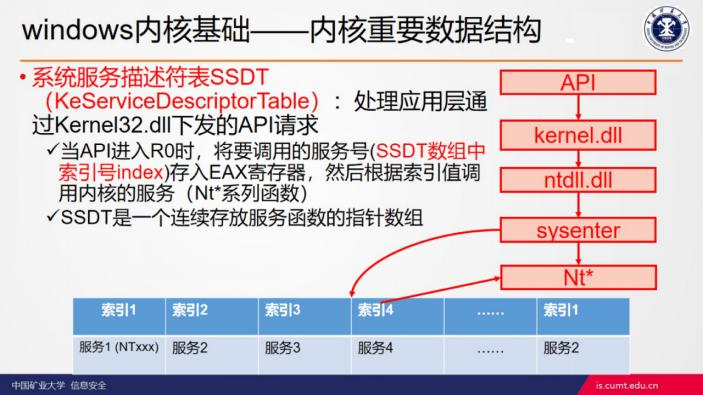 windows内核基础——内核重要数据结构
• 系统服务描述符表SSDT
（KeServiceDescriptorTable）：处理应用层通
过Kernel32.dll下发的API请求
✓当API进入R0时，将要调用的服务号(SSDT数组中
索引号index)存入EAX寄存器，然后根据索引值调
用内核的服务（Nt*系列函数）
✓SSDT是一个连续存放服务函数的指针数组
API
kernel.dll
ntdll.dll
sysenter
Nt*
索引1 索引2 索引3 索引4 …… 索引1
服务1 (NTxxx) 服务2 服务3 服务4 …… 服务2
中国矿业大学 信息安全
is.cumt.edu.cn